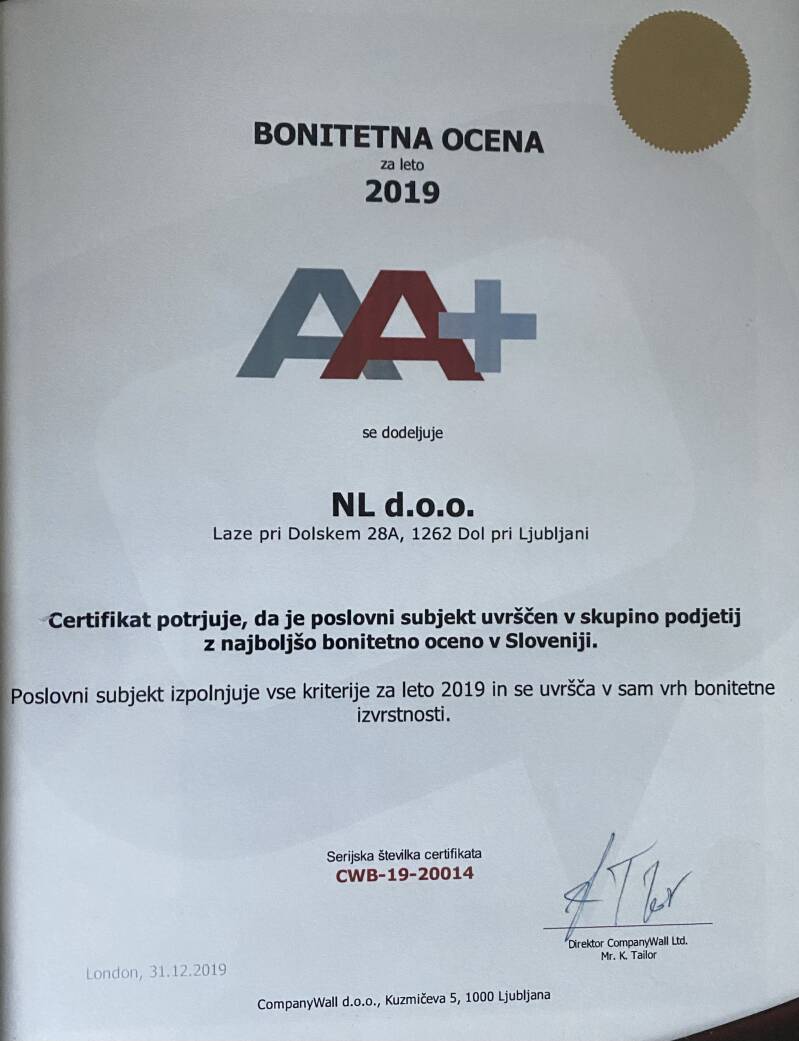 BONITETNA OCENA
za leto
2019
AA+
se dodeljuje
NL d.o.o.
Laze pri Dolskem 28A, 1262 Dol pri Ljubljani
Certifikat potrjuje, da je poslovni subjekt uvrščen v skupino podjetij
z najboljšo bonitetno oceno v Sloveniji.
Poslovni subjekt izpolnjuje vse kriterije za leto 2019 in se uvršča v sam vrh bonitetne
izvrstnosti.
Serijska številka certifikata
CWB-19-20014
Direktor CompanyWall Ltd.
Mr. K. Tailor
London, 31.12.2019
CompanyWall d.o.o., Kuzmičeva 5, 1000 Ljubljana